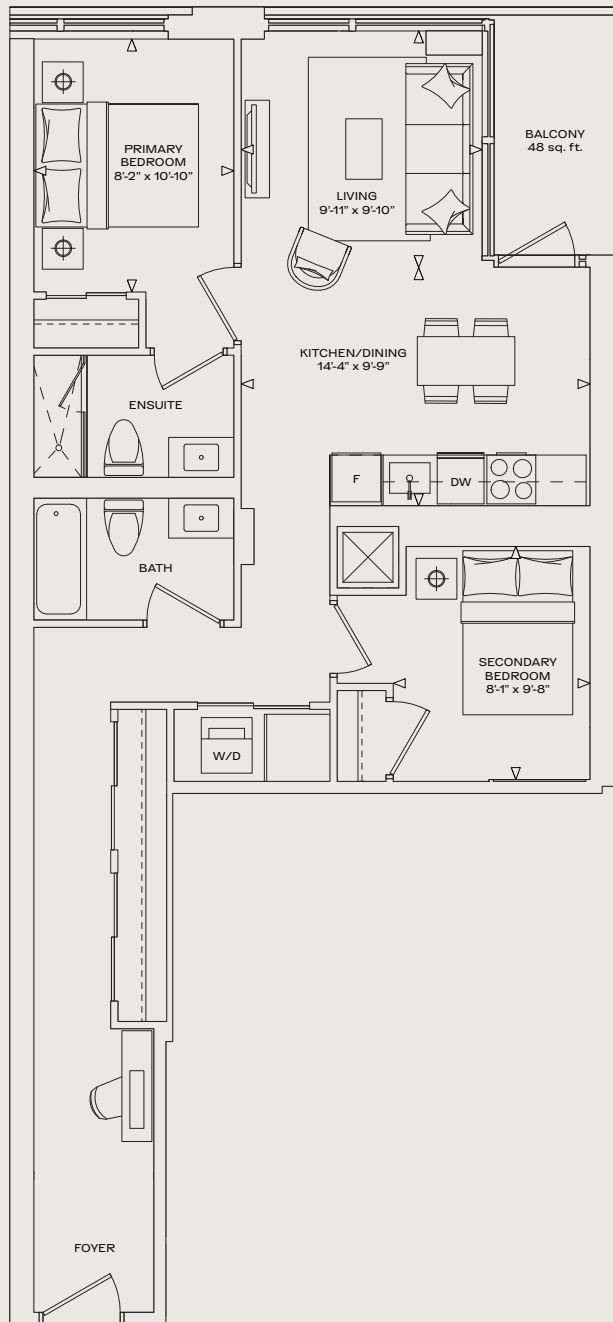 PRIMARY
BEDROOM
8'-2" x 10'-10"
BALCONY
48 sq. ft.
LIVING
9'-11" x 9'-10"
KITCHEN/DINING
14'-4" x 9'-9"
ENSUITE
F
DW
BATH
SECONDARY
BEDROOM
8'-1" x 9'-8"
W/D
FOYER